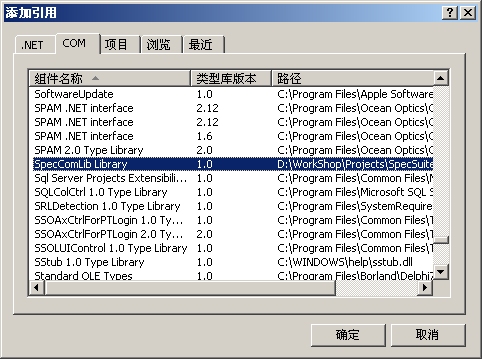 添加引用
.NET COM 项目 浏览 最近
组件名称 类型库版本 路径
SoftwareUpdate 1.0 C:\Program Files\Apple Software
SPAM .NET interface 2.12 C:\Program Files\Ocean Optics\O
SPAM .NET interface 2.12 C:\Program Files\Ocean Optics\O
SPAM .NET interface 1.6 C:\Program Files\Ocean Optics\O
SPAM 2.0 Type Library 2.0 C:\Program Files\Ocean Optics\O
SpecComLib Library 1.0 D:\WorkShop\Projects\SpecSuite
Sql Server Projects Extensibili... 1.0 C:\Program Files\Common Files\M
SQLColCtrl 1.0 Type Library 1.0 C:\Program Files\Microsoft SQL S
SRLDetection 1.0 Type Library 1.0 C:\Program Files\SystemRequire
SSOAxCtrlForPTLogin 1.0 Ty... 1.0 C:\Program Files\Common Files\T
SSOAxCtrlForPTLogin 2.0 Ty... 2.0 C:\Program Files\Common Files\T
SSOLUIControl 1.0 Type Library 1.0 C:\Program Files\Common Files\T
SStub 1.0 Type Library 1.0 C:\WINDOWS\help\sstub.dll
Standard OLE Types 1.0 C:\Program Files\Borland\Delphi7
确定 取消